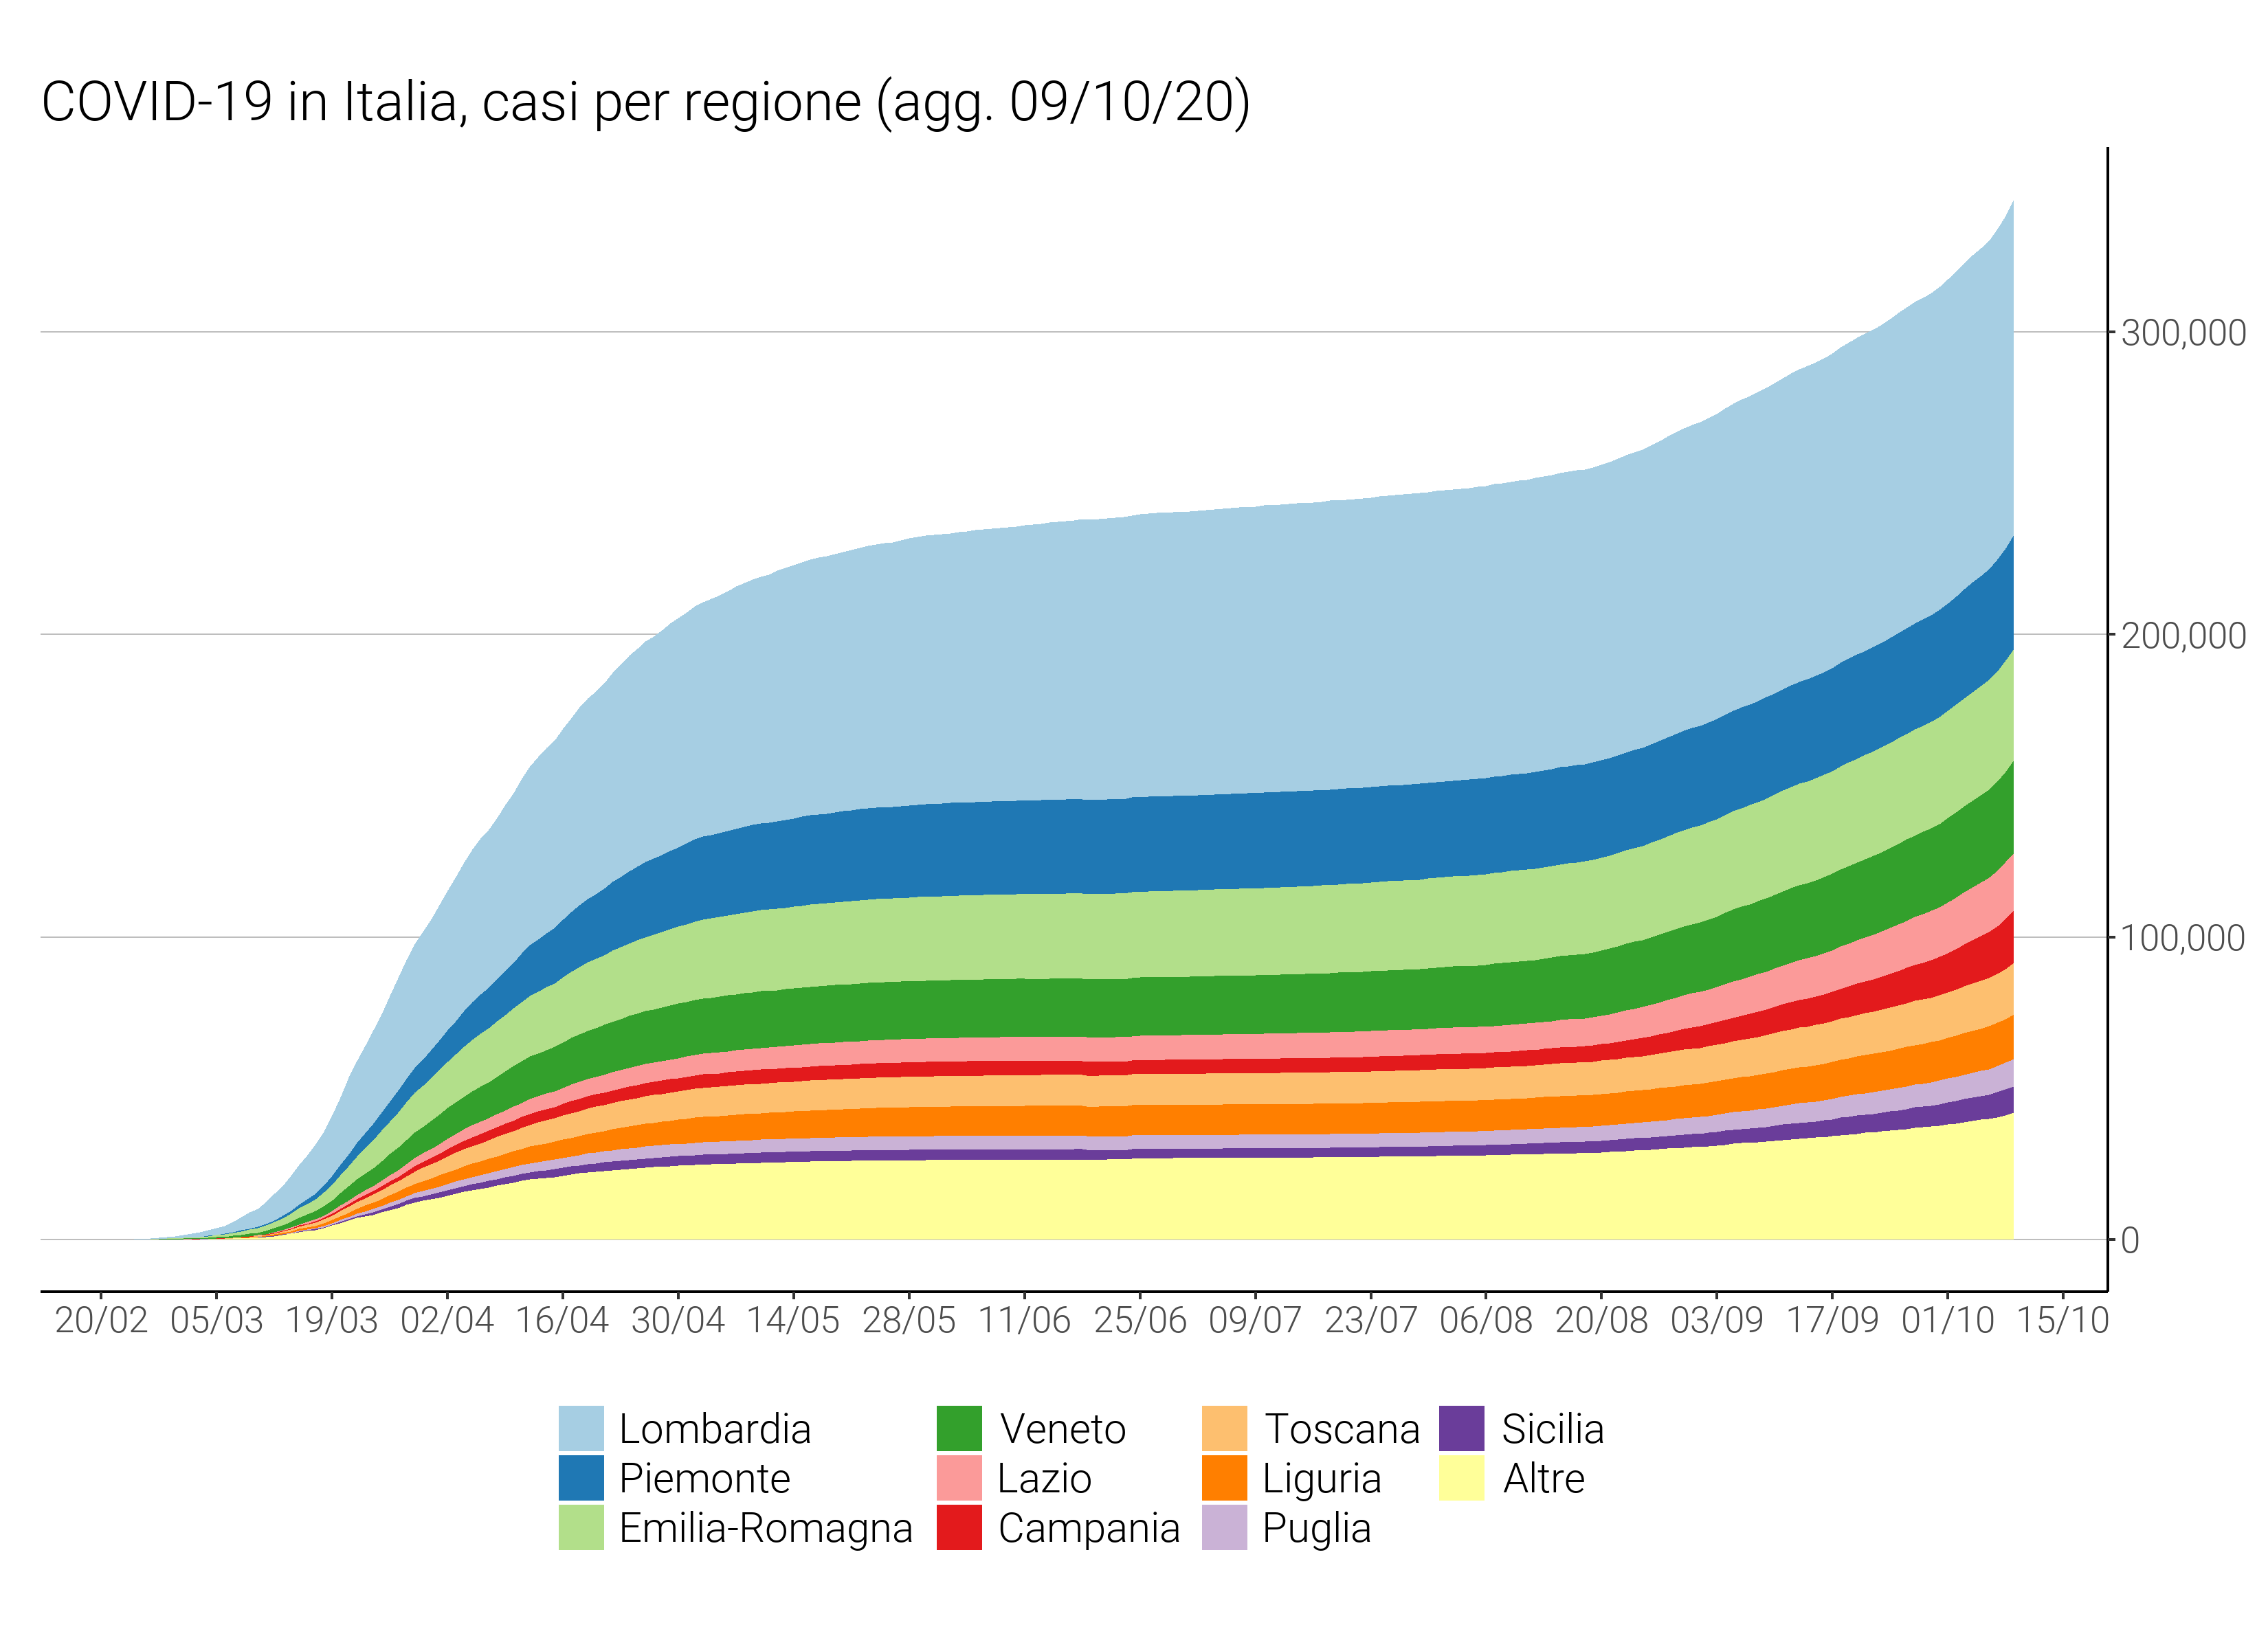 COVID-19 in Italia, casi per regione (agg. 09/10/20)
300,000
200,000
100,000
0
20/02 05/03 19/03 02/04 16/04 30/04 14/05 28/05 11/06 25/06 09/07 23/07 06/08 20/08 03/09 17/09 01/10 15/10
Lombardia Veneto Toscana Sicilia
Piemonte Lazio Liguria Altre
Emilia-Romagna Campania Puglia